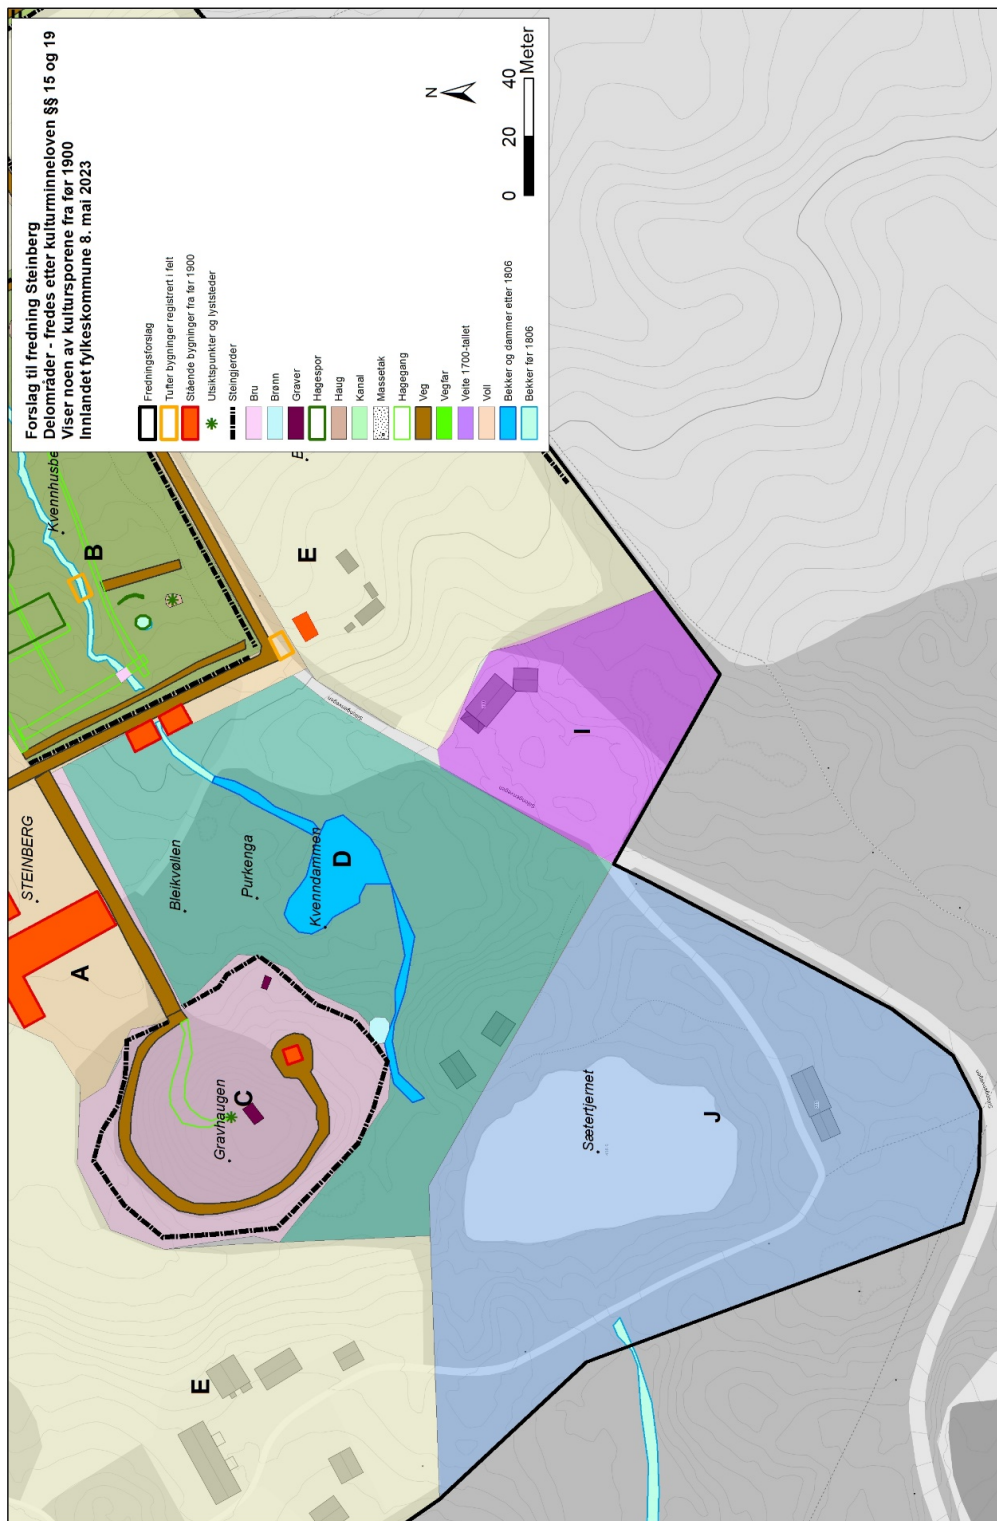 Forslag til fredning Steinberg
Delområder - fredes etter kulturminneloven §§ 15 og 19
Viser noen av kultursporene fra før 1900
Innlandet fylkeskommune 8. mai 2023
Fredningsforslag
Tufter bygninger registrert i felt
Stående bygninger fra før 1900
Utsiktspunkter og lyststeder
Steingjerder
Bru
Brønn
Graver
Hagespor
Haug
Kanal
Massetak
Hagegang
Veg
Vegfar
Veite 1700-tallet
Voll
Bekker og dammer etter 1806
Bekker før 1806
N
0 20 40
Meter
STEINBERG
A
Kvennhusbe
B
E
Bleikvøllen
Purkenga
Kvenndammen
D
Gravhaugen
C
E
I
Sætertjernet
J